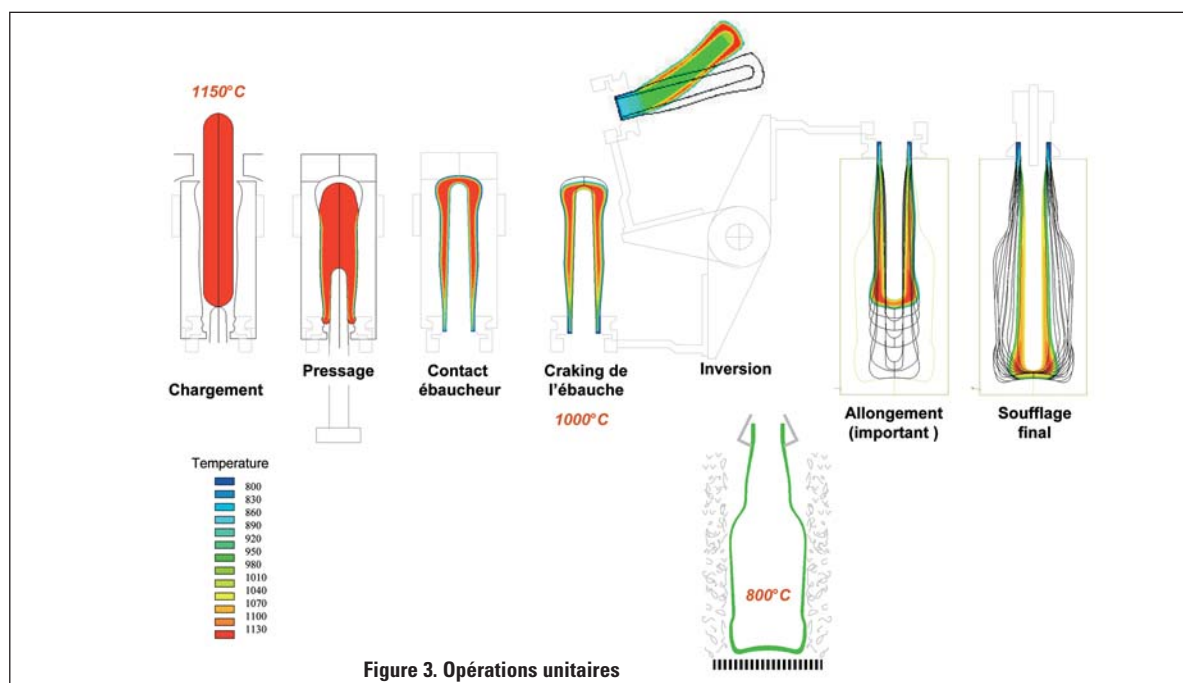 1150°C
Chargement
Pressage
Contact
ébaucheur
Craking de
l'ébauche
1000°C
Inversion
Allongement
(important )
Soufflage
final
Temperature
800
830
860
890
920
950
980
1010
1040
1070
1100
1130
800°C
Figure 3. Opérations unitaires